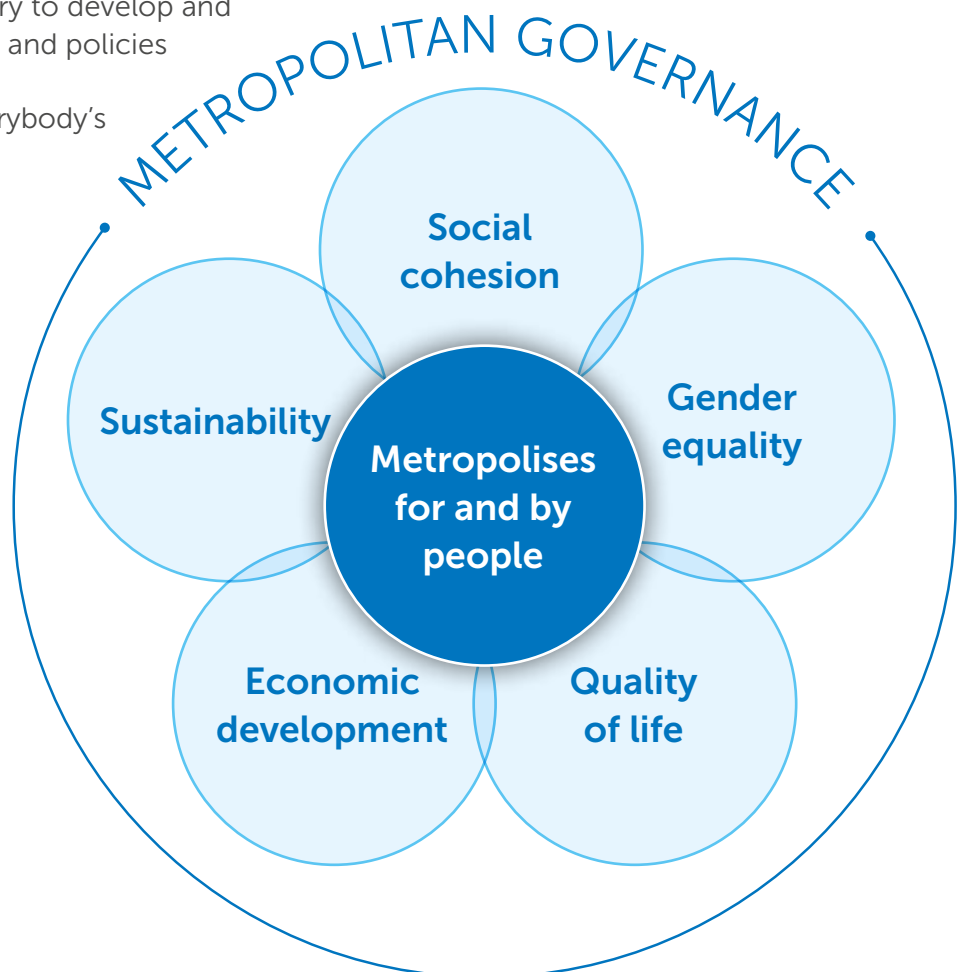 ry to develop and
and policies
rybody's
METROPOLITAN GOVERNANCE
Social
cohesion
Sustainability
Gender
equality
Metropolises
for and by
people
Economic
development
Quality
of life